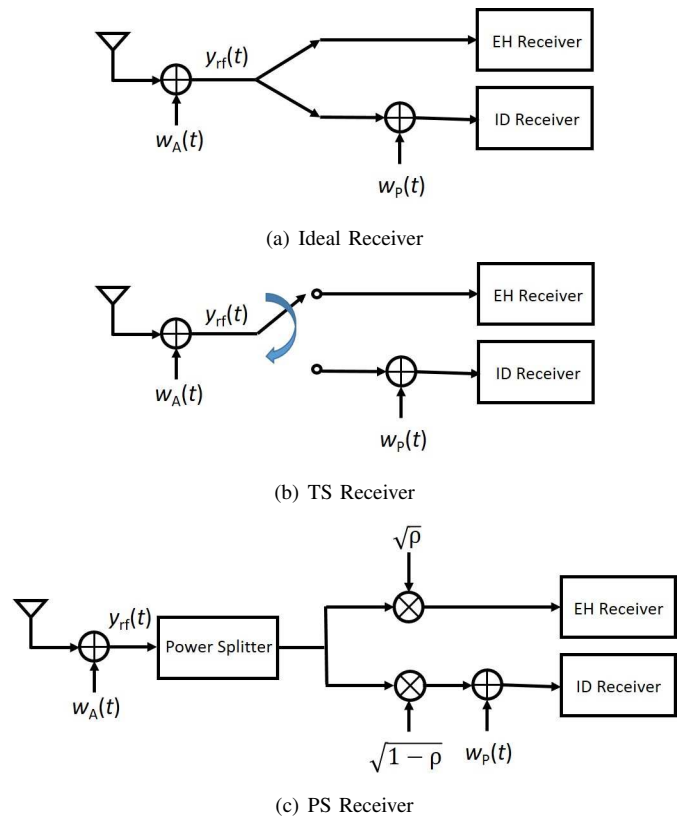 y_rf(t)
EH Receiver
ID Receiver
w_A(t)
w_P(t)
(a) Ideal Receiver
y_rf(t)
EH Receiver
ID Receiver
w_A(t)
w_P(t)
(b) TS Receiver
√ρ
y_rf(t)
Power Splitter
EH Receiver
ID Receiver
w_A(t)
√1 − ρ
w_P(t)
(c) PS Receiver